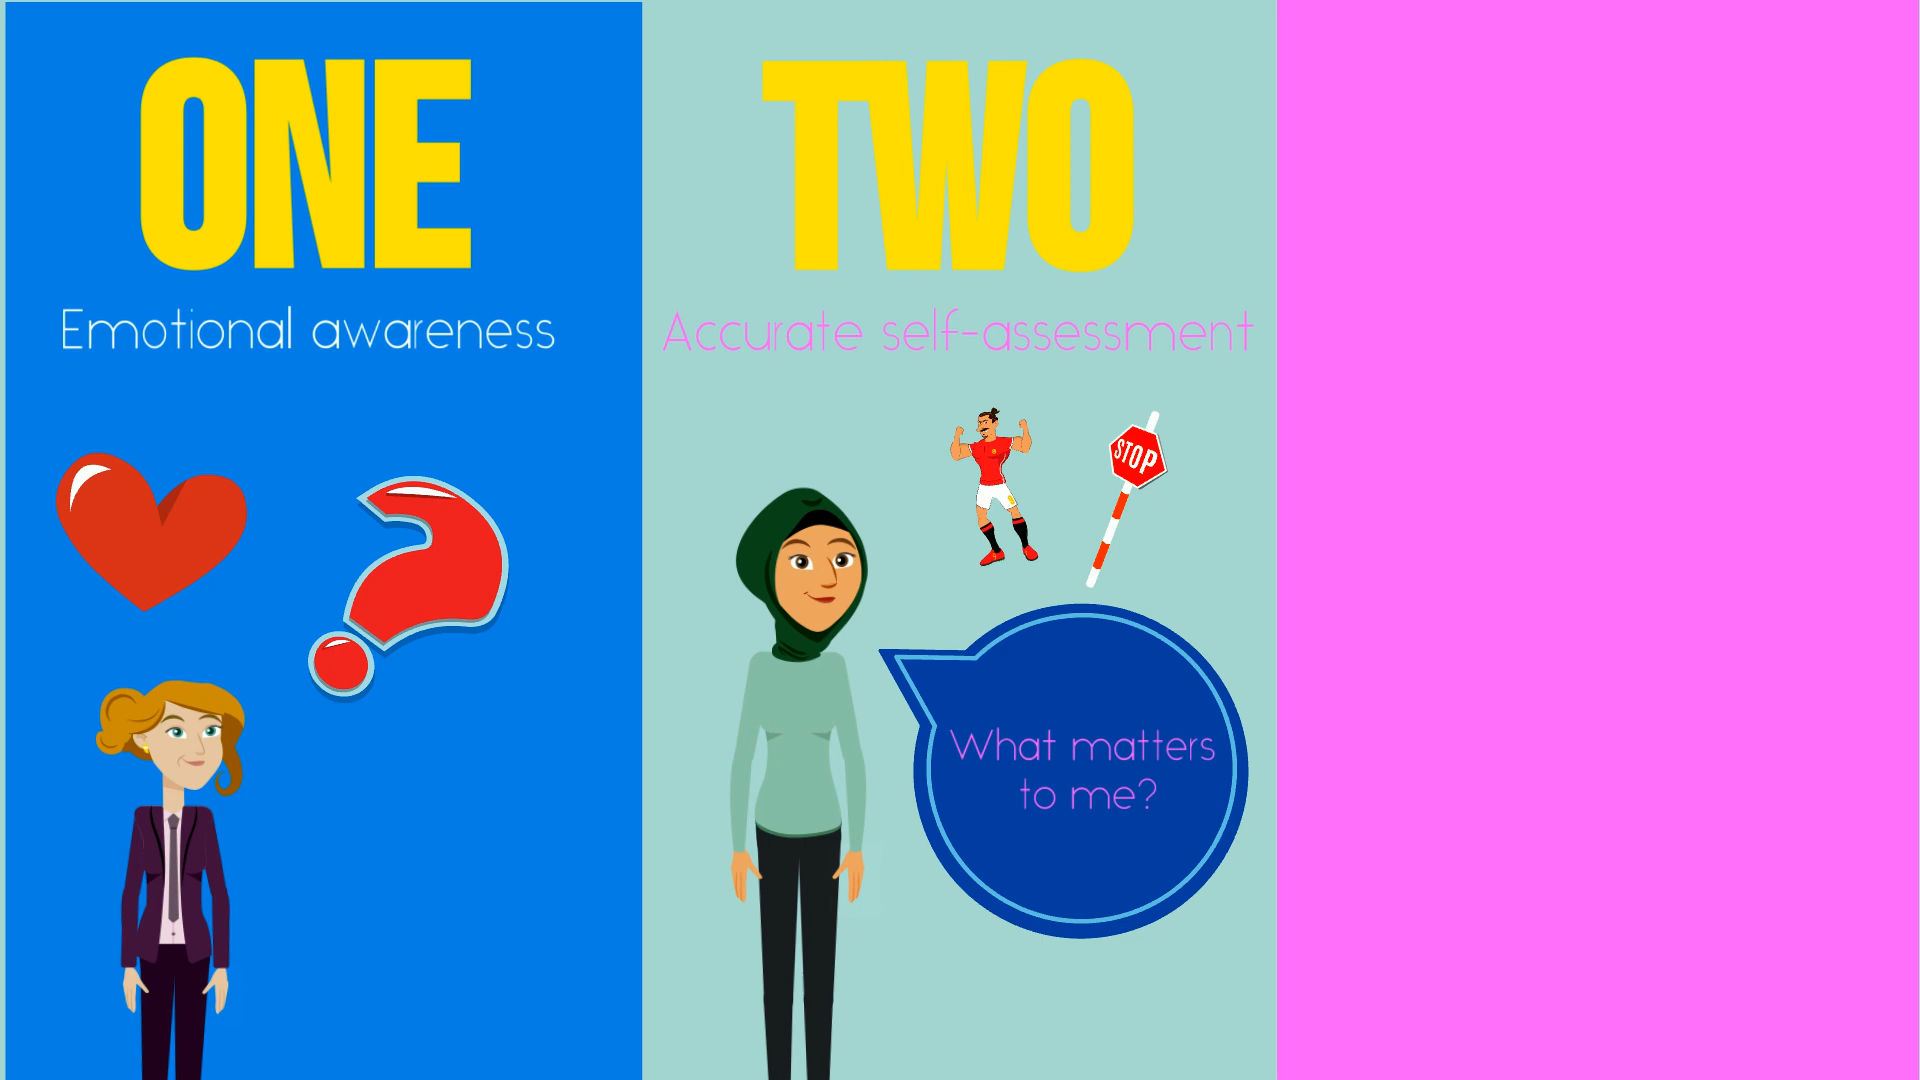 ONE
Emotional awareness
TWO
Accurate self-assessment
STOP
What matters
to me?